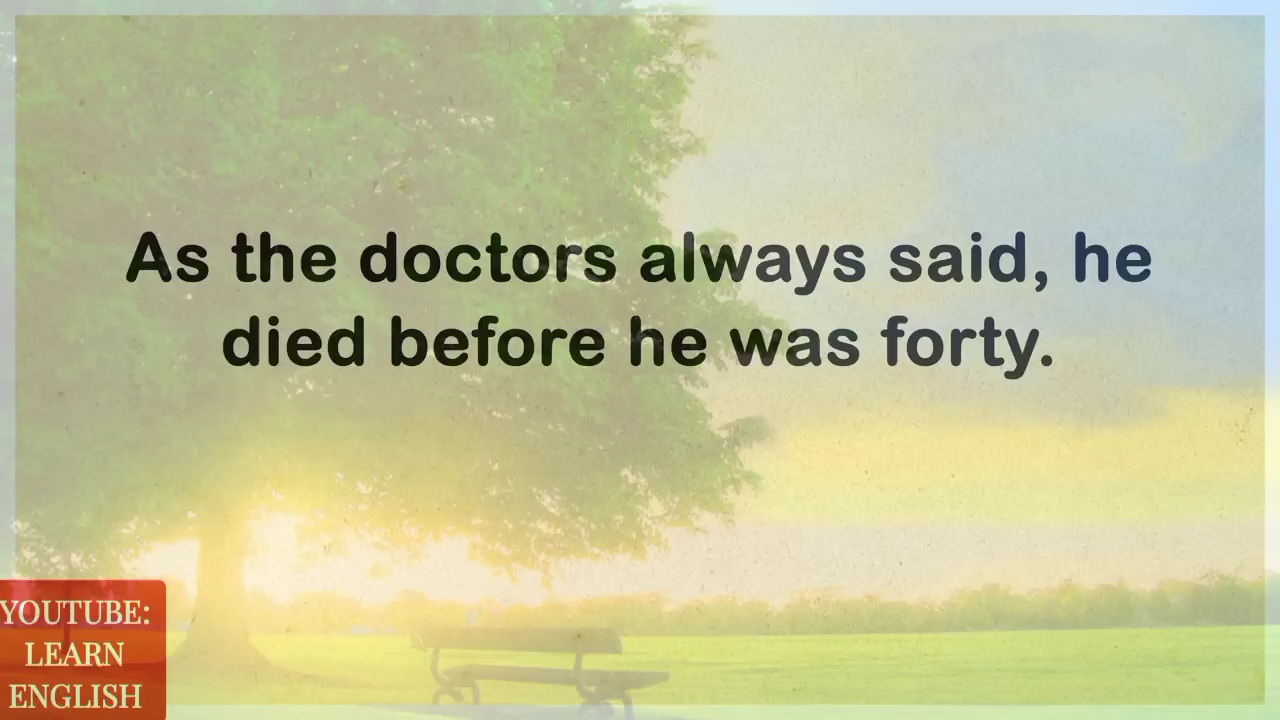 As the doctors always said, he
died before he was forty.
YOUTUBE:
LEARN
ENGLISH